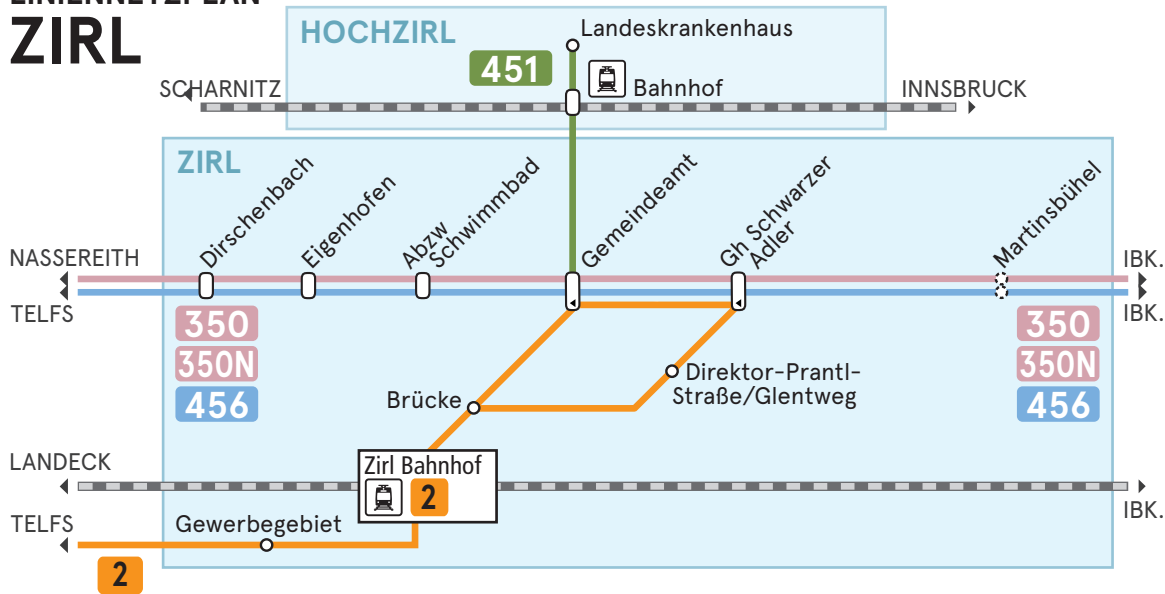 LINIENNETZPLAN
ZIRL
HOCHZIRL
Landeskrankenhaus
451
SCHARNITZ
Bahnhof
INNSBRUCK
ZIRL
Dirschenbach
Eigenhofen
Abzw
Schwimmbad
Gemeindeamt
Gh Schwarzer
Adler
Martinsbühel
NASSEREITH
IBK.
TELFS
IBK.
350
350N
456
350
350N
456
Direktor-Prantl-
Straße/Glentweg
Brücke
LANDECK
Zirl Bahnhof
2
IBK.
TELFS
Gewerbegebiet
2